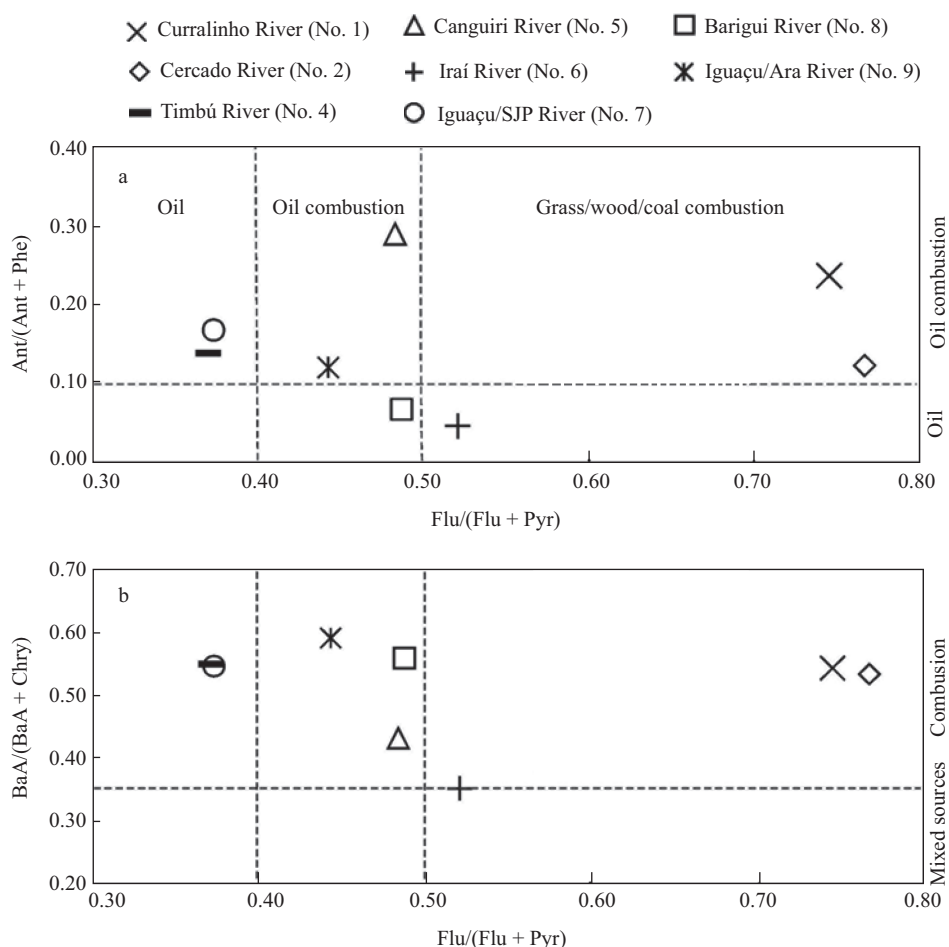 Curralinho River (No. 1) Canguiri River (No. 5) Barigui River (No. 8)
Cercado River (No. 2) Iraí River (No. 6) Iguaçu/Ara River (No. 9)
Timbú River (No. 4) Iguaçu/SJP River (No. 7)
a
Oil Oil combustion Grass/wood/coal combustion
0.40
0.30
0.20
0.10
0.00
Ant/(Ant + Phe)
Oil combustion
Oil
0.30 0.40 0.50 0.60 0.70 0.80
Flu/(Flu + Pyr)
b
0.70
0.60
0.50
0.40
0.30
0.20
BaA/(BaA + Chry)
Combusion
Mixed sources
0.30 0.40 0.50 0.60 0.70 0.80
Flu/(Flu + Pyr)